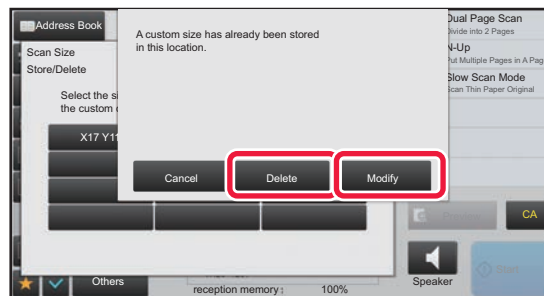 Address Book
A custom size has already been stored
in this location.
Dual Page Scan
Divide into 2 Pages
N-Up
Put Multiple Pages in A Pag
Slow Scan Mode
Scan Thin Paper Original
Scan Size
Store/Delete
Select the si
the custom
X17 Y11
Cancel
Delete
Modify
CA
Start
Others
reception memory: 100%
Speaker